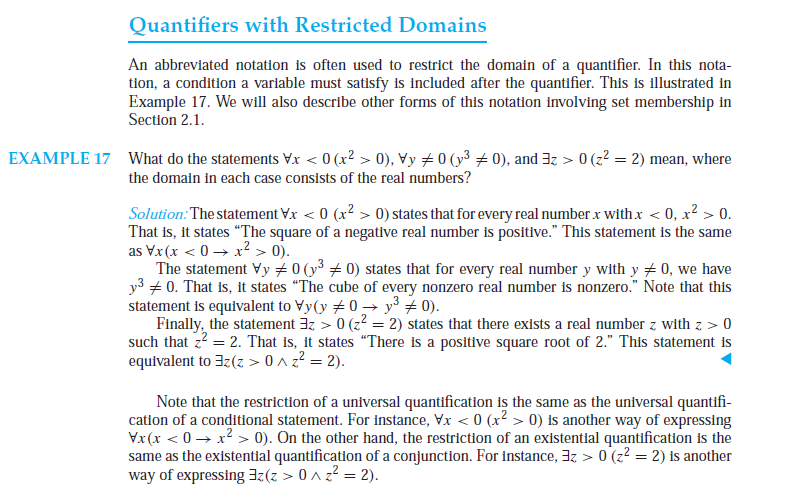 Quantifiers with Restricted Domains
An abbreviated notation is often used to restrict the domain of a quantifier. In this nota-
tion, a condition a variable must satisfy is included after the quantifier. This is illustrated in
Example 17. We will also describe other forms of this notation involving set membership in
Section 2.1.
EXAMPLE 17 What do the statements ∀x < 0 (x² > 0), ∀y ≠ 0 (y³ ≠ 0), and ∃z > 0 (z² = 2) mean, where
the domain in each case consists of the real numbers?
Solution: The statement ∀x < 0 (x² > 0) states that for every real number x with x < 0, x² > 0.
That is, it states “The square of a negative real number is positive.” This statement is the same
as ∀x(x < 0 → x² > 0).
The statement ∀y ≠ 0 (y³ ≠ 0) states that for every real number y with y ≠ 0, we have
y³ ≠ 0. That is, it states “The cube of every nonzero real number is nonzero.” Note that this
statement is equivalent to ∀y(y ≠ 0 → y³ ≠ 0).
Finally, the statement ∃z > 0 (z² = 2) states that there exists a real number z with z > 0
such that z² = 2. That is, it states “There is a positive square root of 2.” This statement is
equivalent to ∃z(z > 0 ∧ z² = 2).
Note that the restriction of a universal quantification is the same as the universal quantifi-
cation of a conditional statement. For instance, ∀x < 0 (x² > 0) is another way of expressing
∀x(x < 0 → x² > 0). On the other hand, the restriction of an existential quantification is the
same as the existential quantification of a conjunction. For instance, ∃z > 0 (z² = 2) is another
way of expressing ∃z(z > 0 ∧ z² = 2).